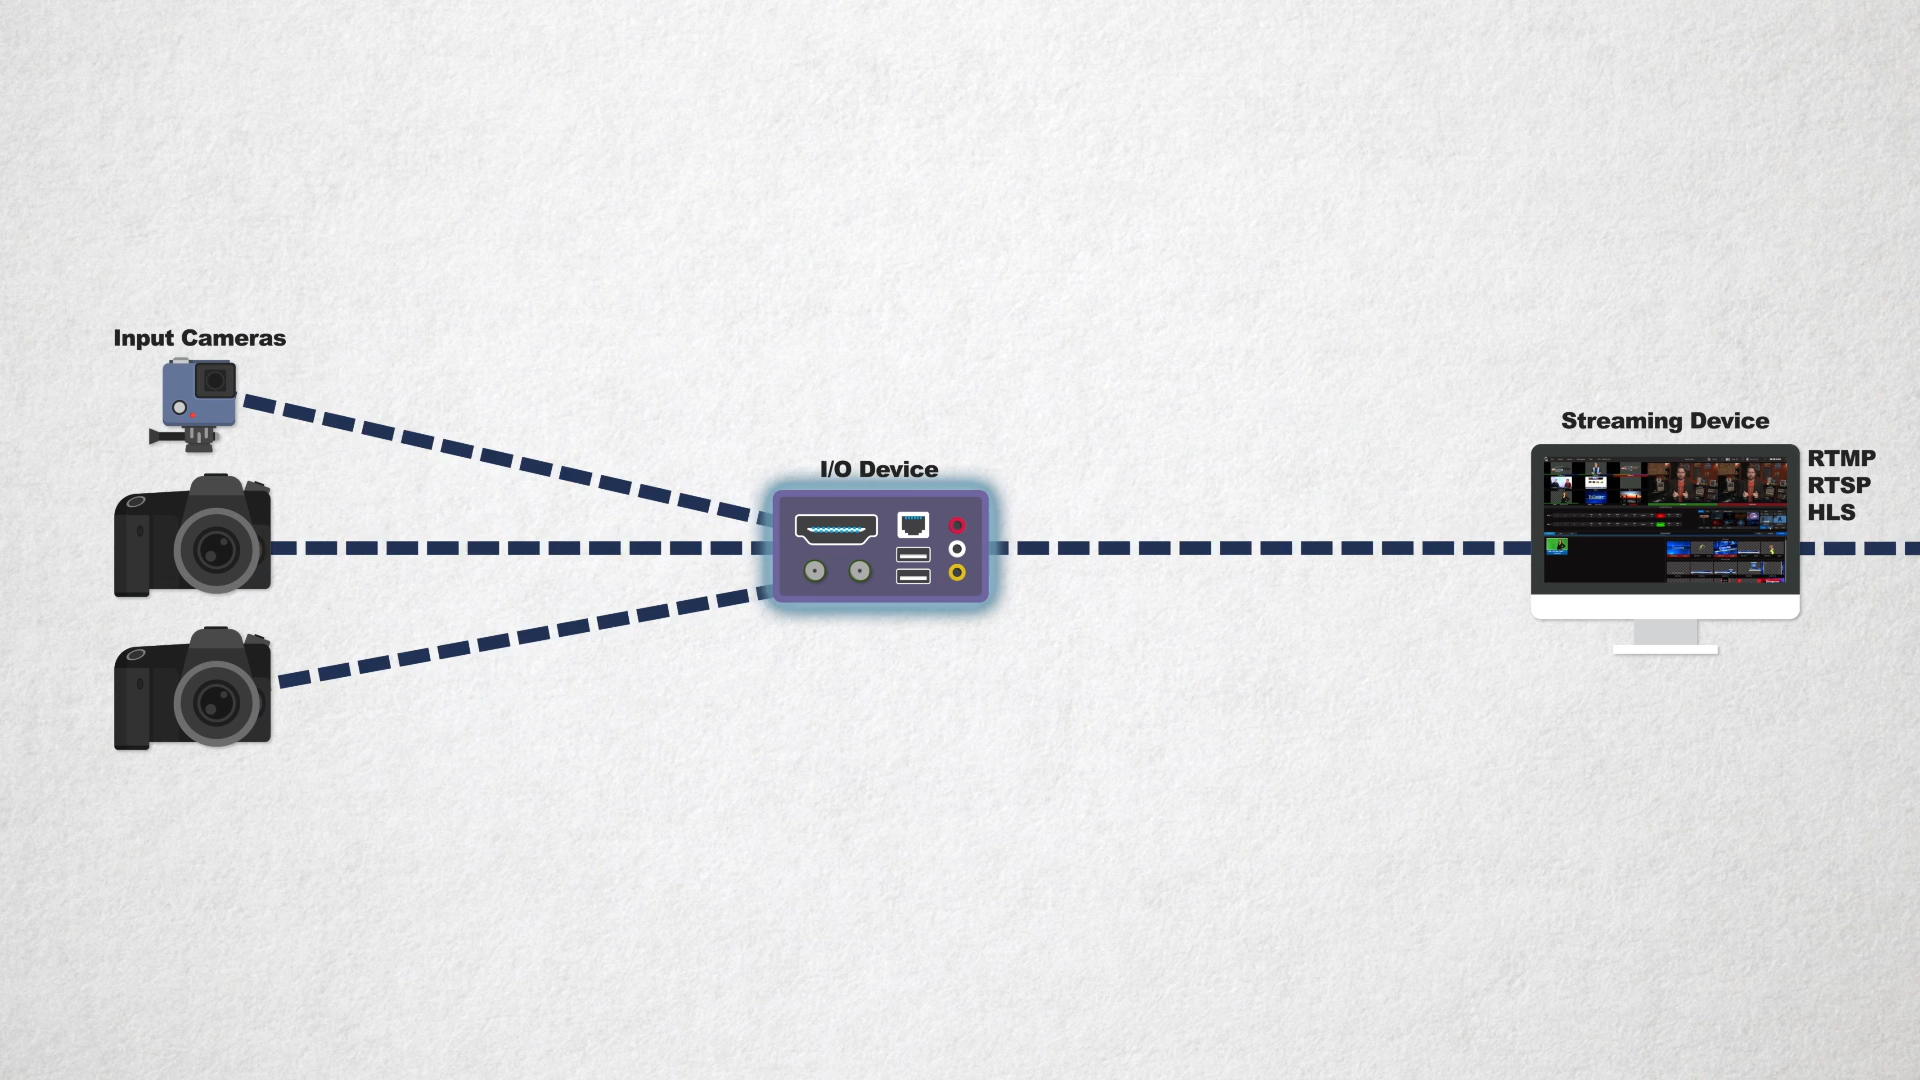 Input Cameras
I/O Device
Streaming Device
RTMP
RTSP
HLS